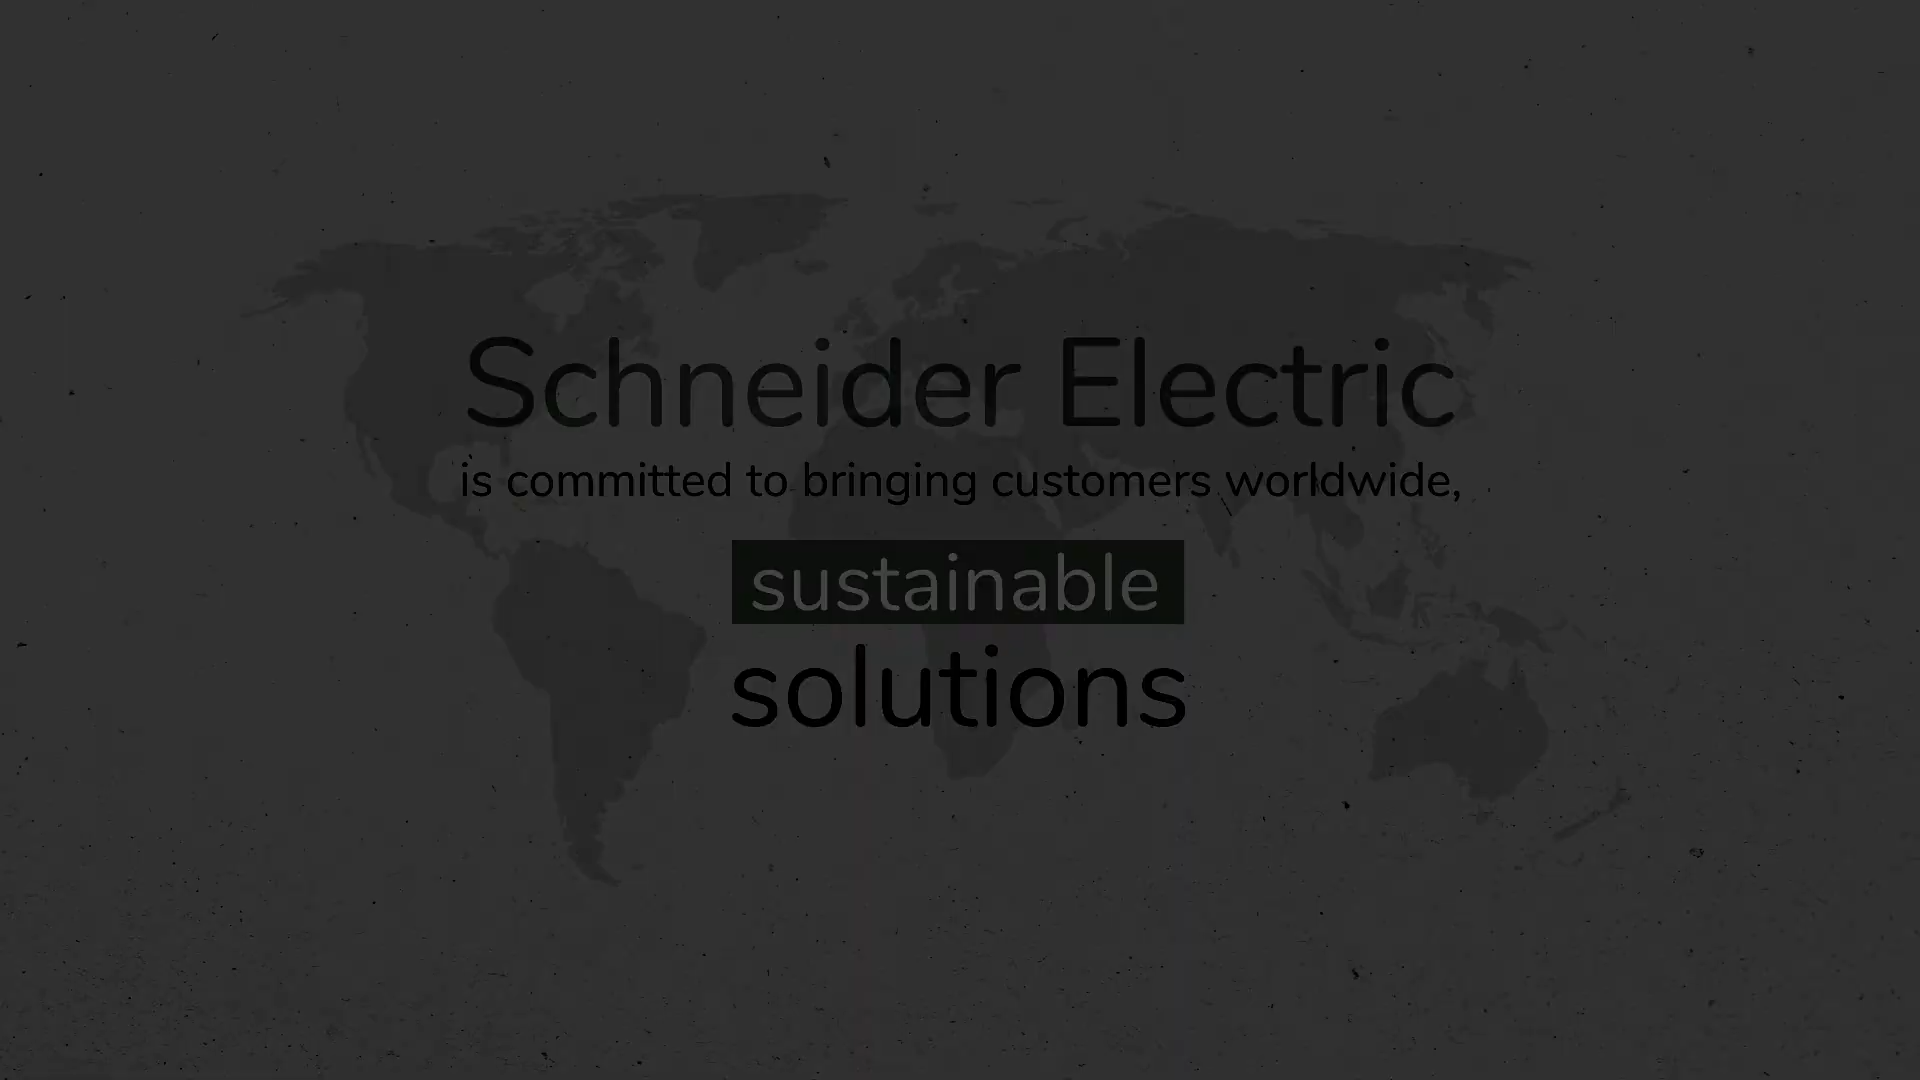 Schneider Electric
is committed to bringing customers worldwide,
sustainable
solutions